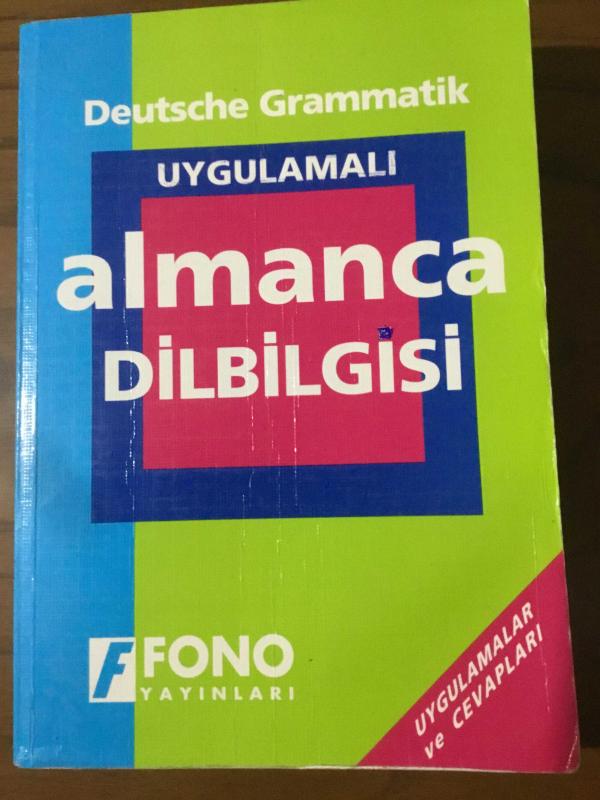 Deutsche Grammatik
UYGULAMALI
almanca
DİLBİLGİSİ
FONO
YAYINLARI
UYGULAMALAR
ve CEVAPLARI